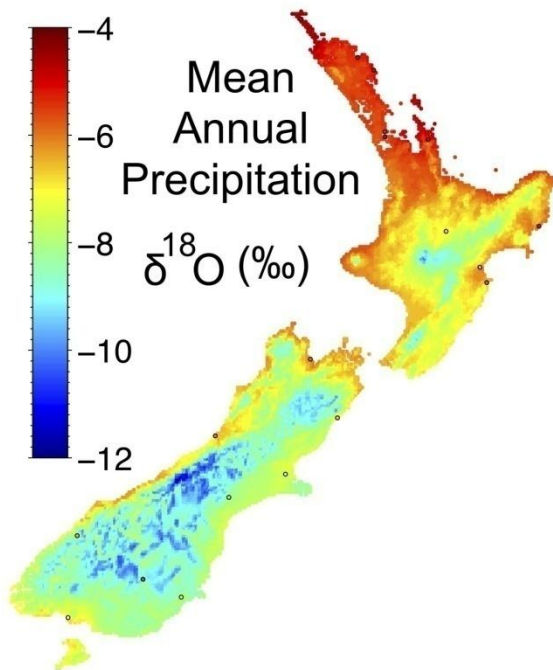 Mean
Annual
Precipitation
δ¹⁸O (‰)
−4
−6
−8
−10
−12